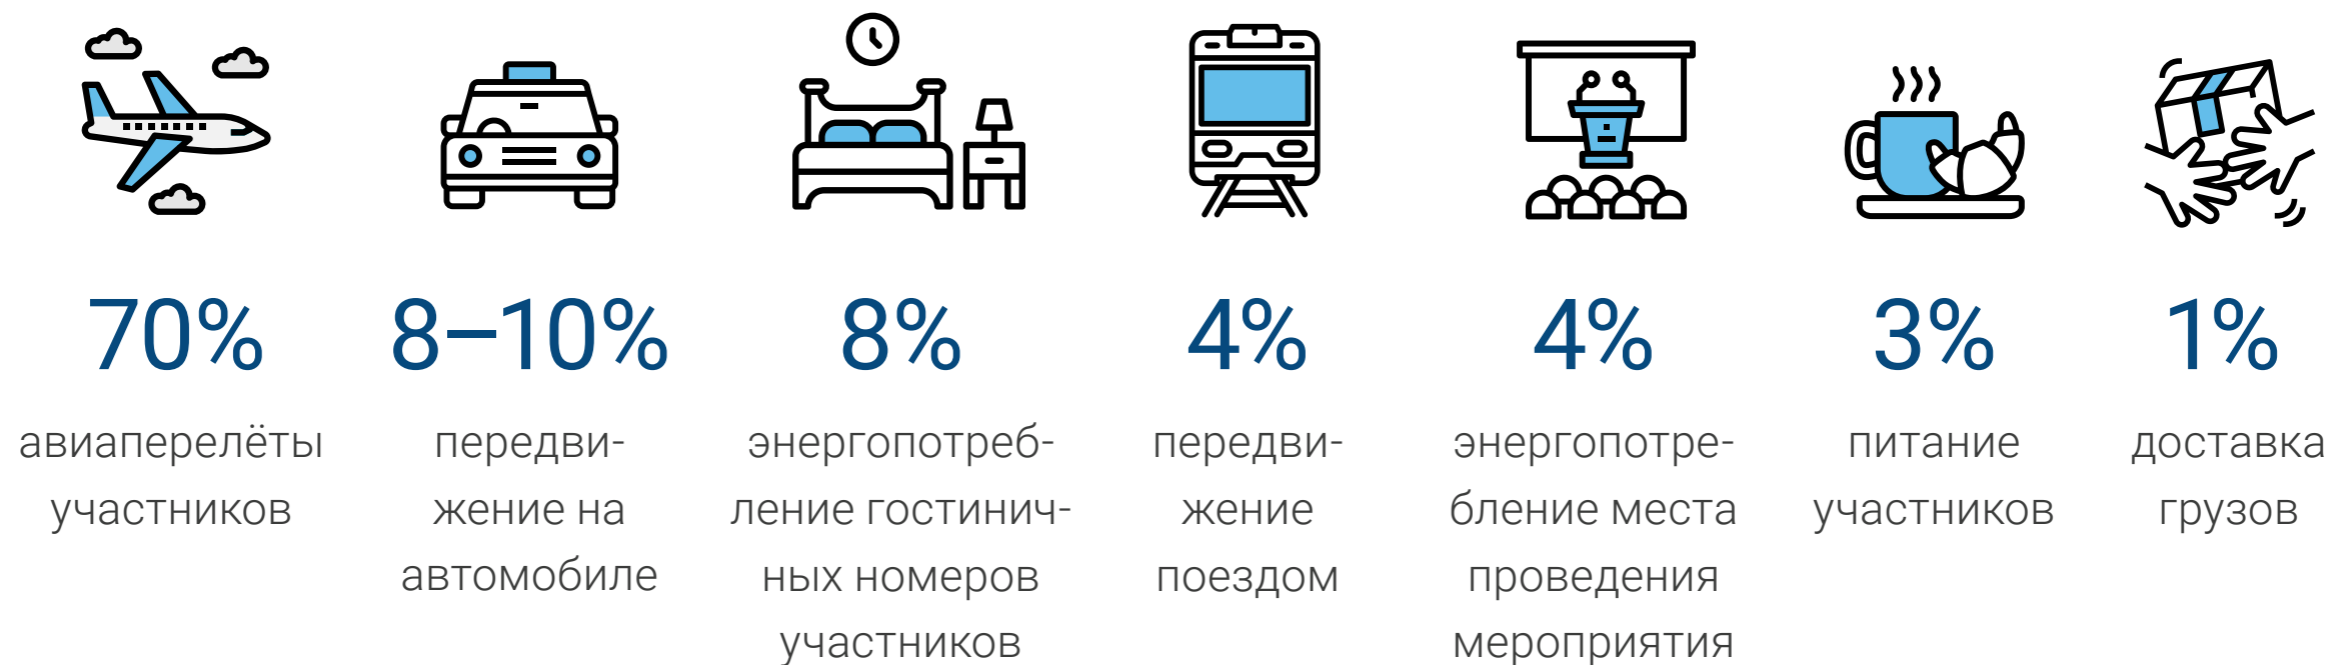 70%
авиаперелёты
участников
8–10%
передви-
жение на
автомобиле
8%
энергопотреб-
ление гостинич-
ных номеров
участников
4%
передви-
жение
поездом
4%
энергопотре-
бление места
проведения
мероприятия
3%
питание
участников
1%
доставка
грузов